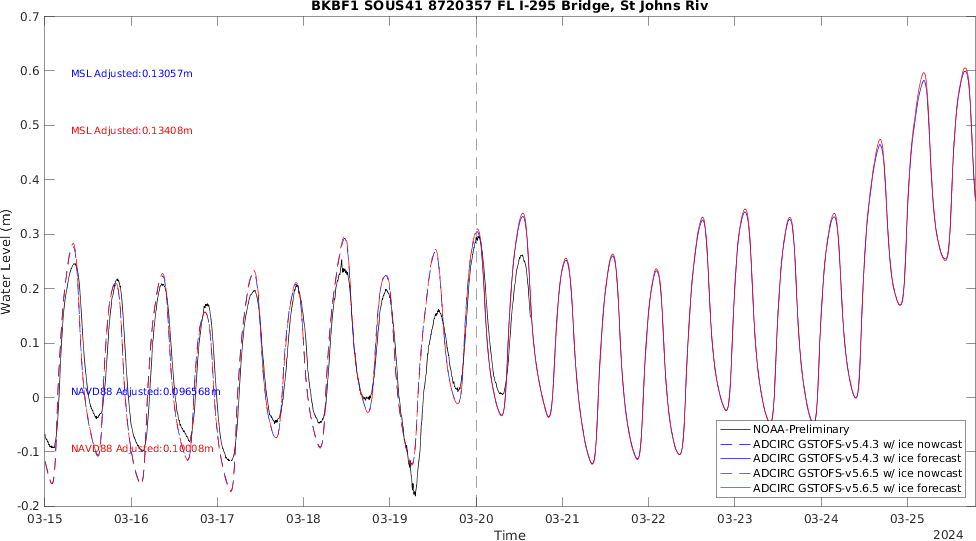 BKBF1 SOUS41 8720357 FL I-295 Bridge, St Johns Riv
0.7
0.6
0.5
0.4
0.3
0.2
0.1
0
-0.1
-0.2
Water Level (m)
MSL Adjusted:0.13057m
MSL Adjusted:0.13408m
NAVD88 Adjusted:0.096568m
NAVD88 Adjusted:0.10008m
NOAA-Preliminary
ADCIRC GSTOFS-v5.4.3 w/ ice nowcast
ADCIRC GSTOFS-v5.4.3 w/ ice forecast
ADCIRC GSTOFS-v5.6.5 w/ ice nowcast
ADCIRC GSTOFS-v5.6.5 w/ ice forecast
03-15 03-16 03-17 03-18 03-19 03-20 03-21 03-22 03-23 03-24 03-25
Time
2024